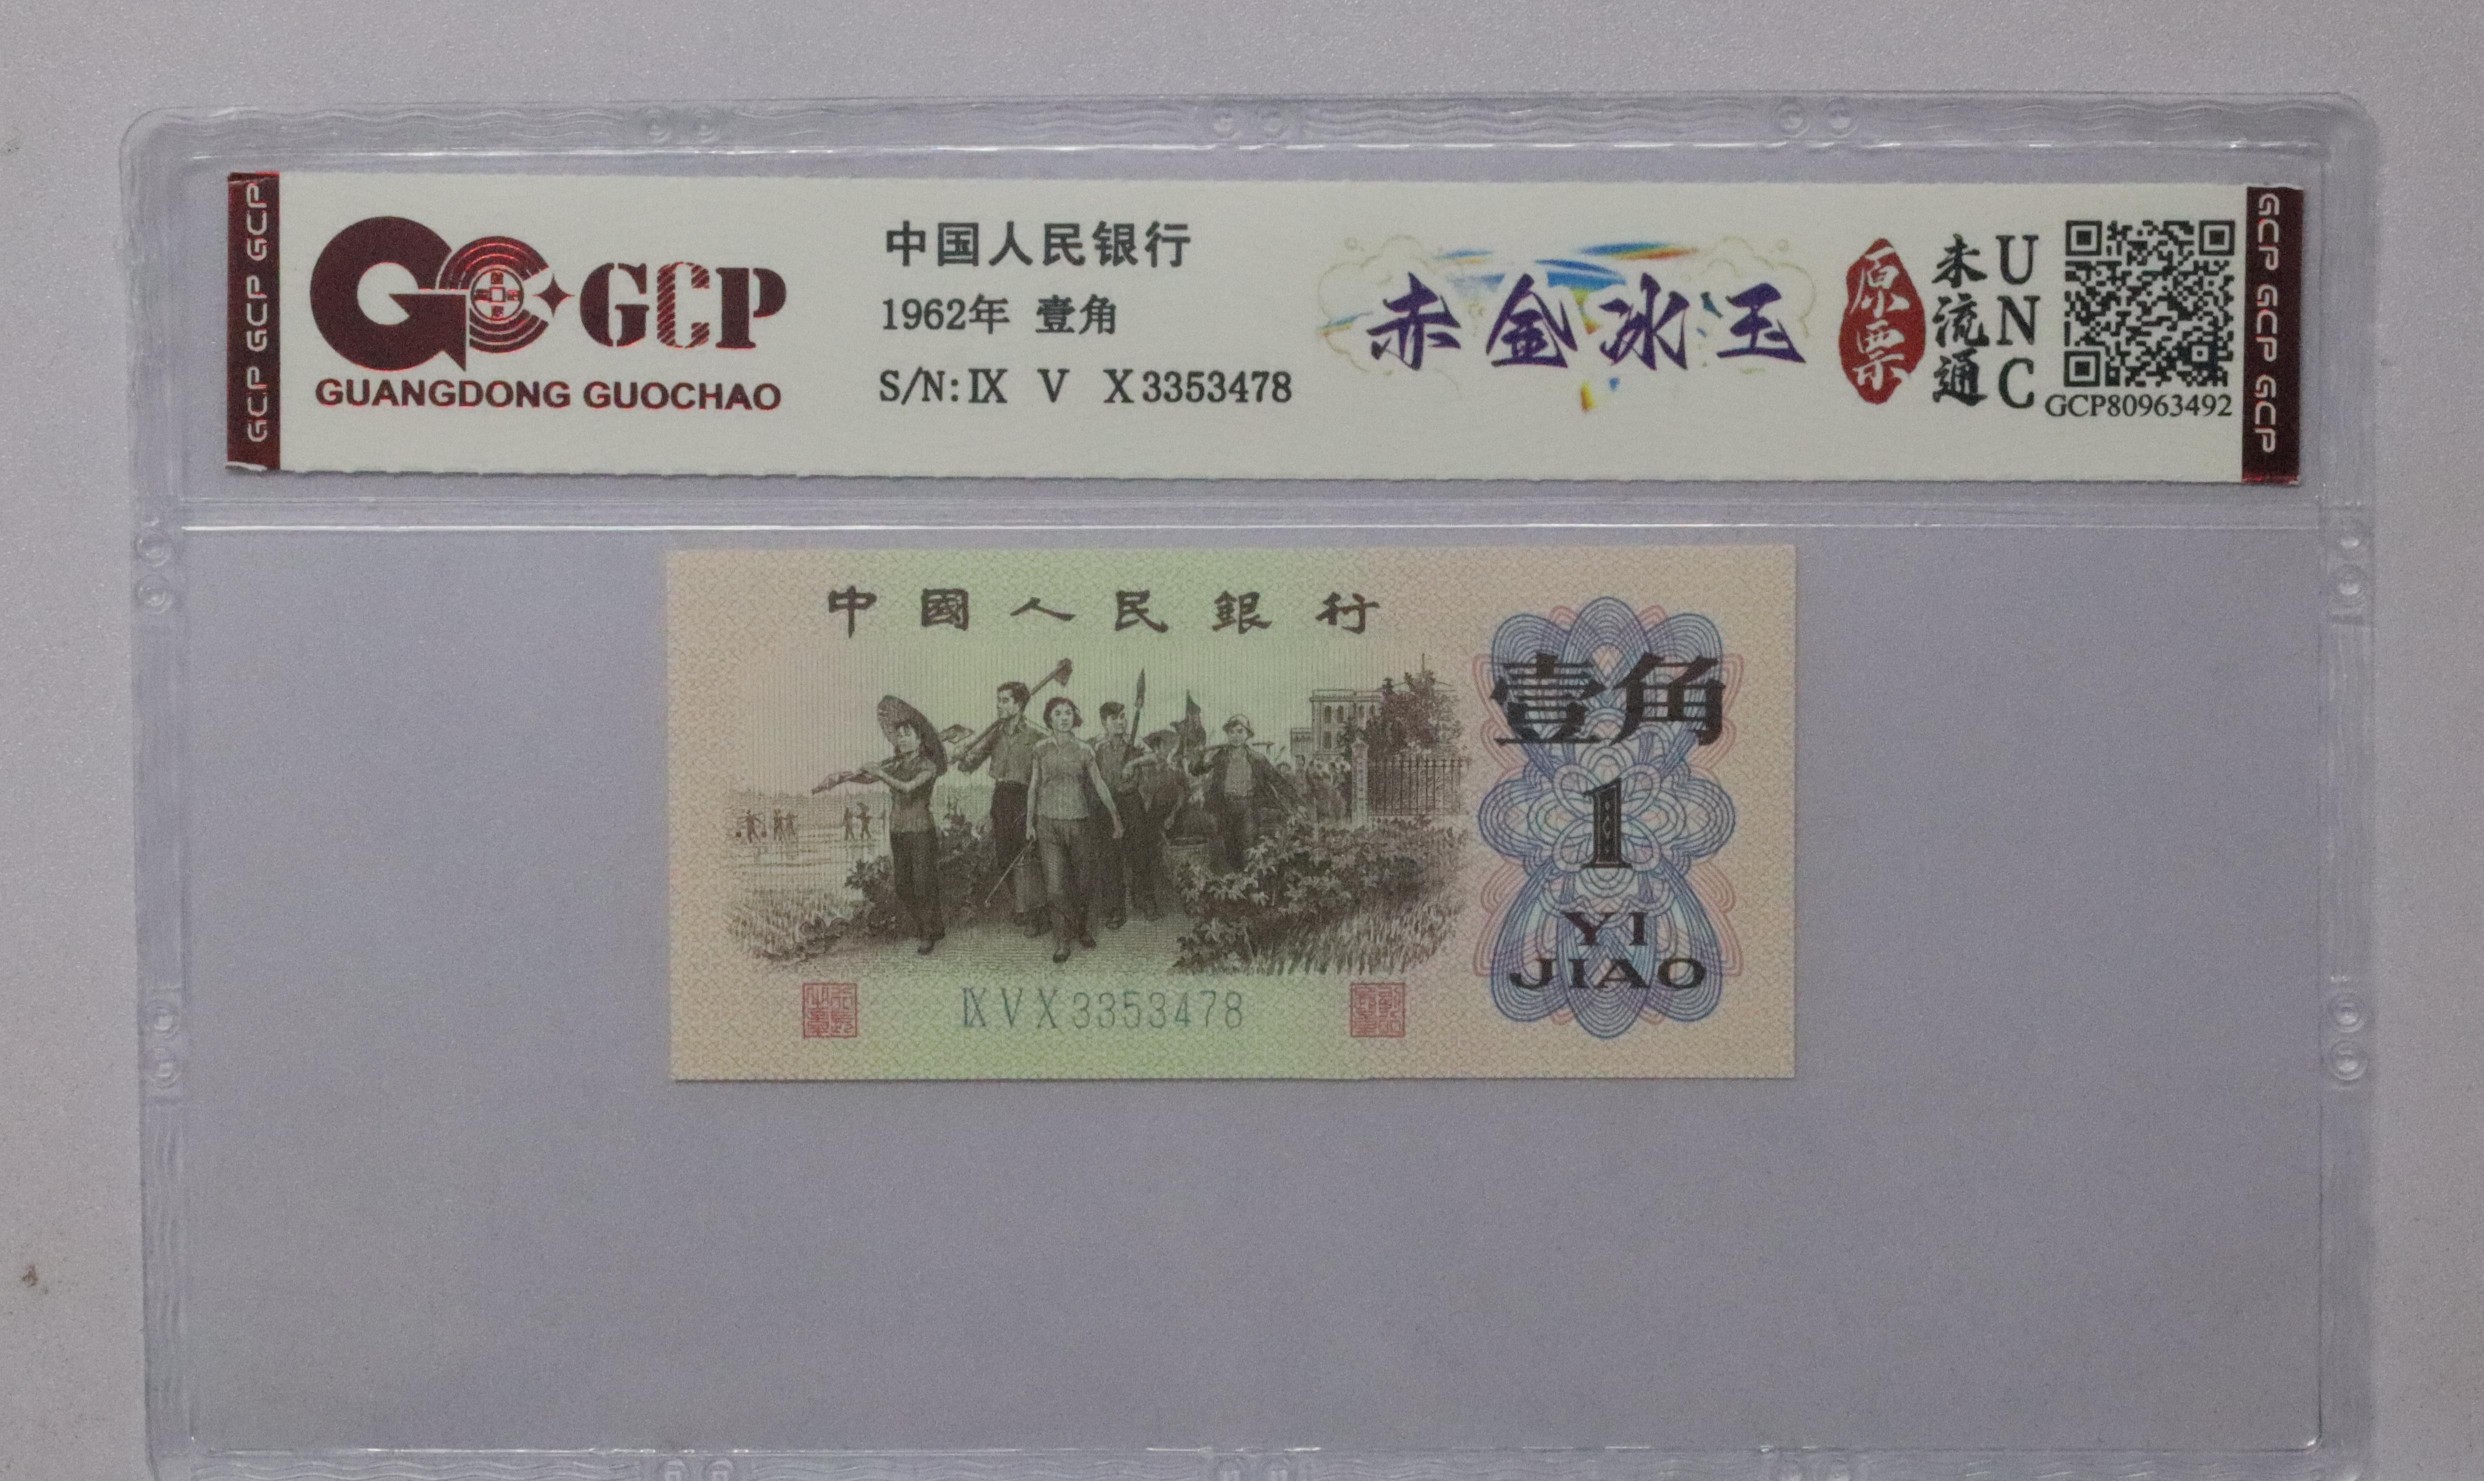 GCP GCP GCP
GCP
GUANGDONG GUOCHAO
中国人民银行
1962年 壹角
S/N: Ⅸ Ⅴ Ⅹ 3353478
赤金冰玉
原票
未流通
UNC
GCP80963492
GCP GCP GCP
中國人民銀行
壹角
1
YI
JIAO
ⅨⅤⅩ3353478